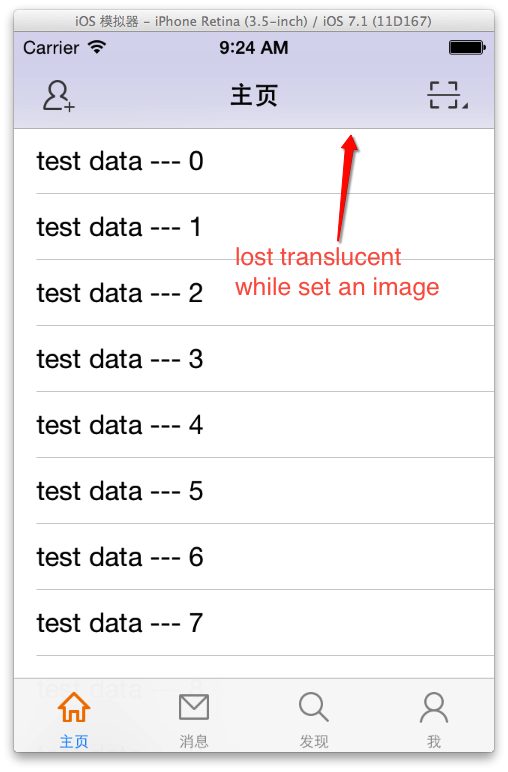 iOS 模拟器 - iPhone Retina (3.5-inch) / iOS 7.1 (11D167)
Carrier 9:24 AM
主页
test data --- 0
test data --- 1
lost translucent
while set an image
test data --- 2
test data --- 3
test data --- 4
test data --- 5
test data --- 6
test data --- 7
主页 消息 发现 我